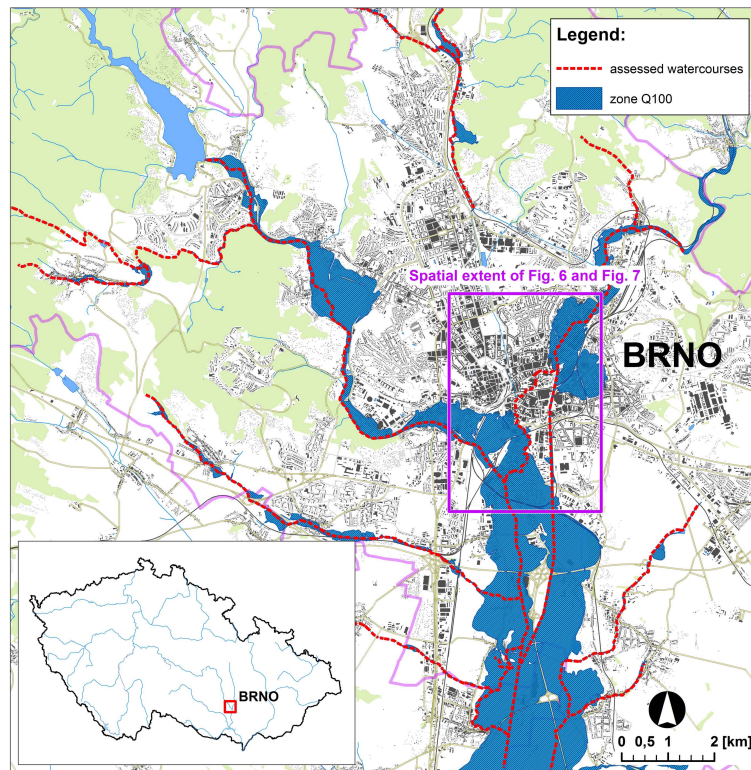 Legend:
assessed watercourses
zone Q100
Spatial extent of Fig. 6 and Fig. 7
BRNO
BRNO
0 0,5 1 2 [km]